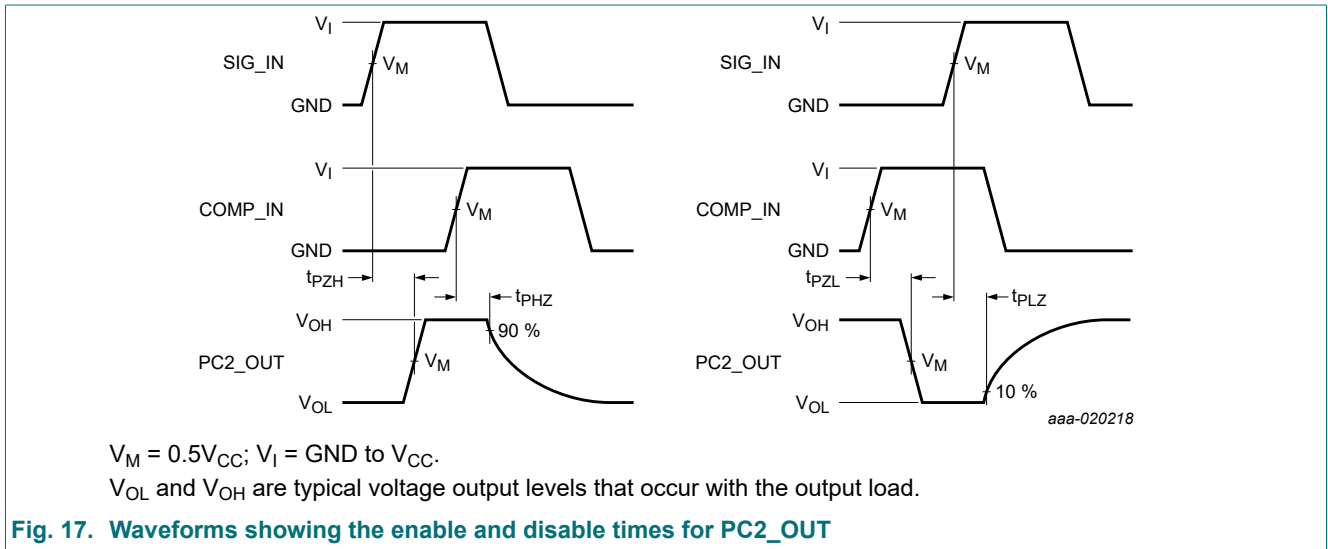 V_I
SIG_IN
V_M
GND
V_I
COMP_IN
V_M
GND
t_PZH
t_PHZ
V_OH
90 %
PC2_OUT
V_M
V_OL
V_I
SIG_IN
V_M
GND
V_I
COMP_IN
V_M
GND
t_PZL
t_PLZ
V_OH
PC2_OUT
V_M
10 %
V_OL
aaa-020218
V_M = 0.5V_CC; V_I = GND to V_CC.
V_OL and V_OH are typical voltage output levels that occur with the output load.
Fig. 17. Waveforms showing the enable and disable times for PC2_OUT